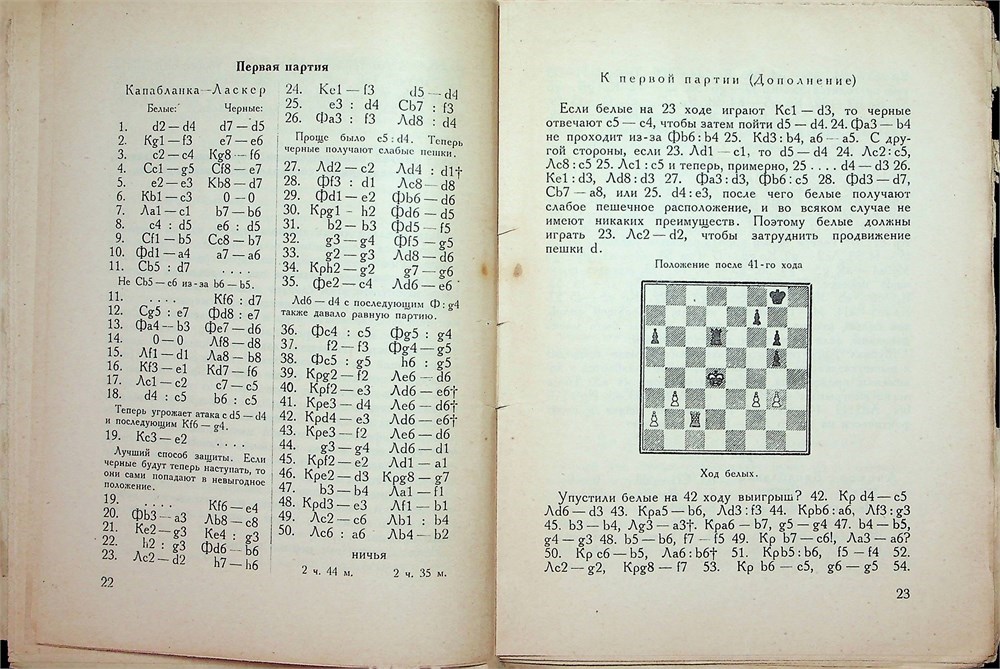 Первая партия
Капабланка—Ласкер
Белые: Черные:
1. d2 — d4 d7 — d5
2. Kg1 — f3 e7 — e6
3. c2 — c4 Kg8 — f6
4. Cc1 — g5 Cf8 — e7
5. e2 — e3 Kb8 — d7
6. Kb1 — c3 0 — 0
7. Лa1 — c1 b7 — b6
8. c4 : d5 e6 : d5
9. Cf1 — b5 Cc8 — b7
10. Фd1 — a4 a7 — a6
11. Cb5 : d7 . . . .
Не Cb5 — c6 из-за b6 — b5.
11. . . . . Kf6 : d7
12. Cg5 : e7 Фd8 : e7
13. Фa4 — b3 Фe7 — d6
14. 0 — 0 Лf8 — d8
15. Лf1 — d1 Лa8 — b8
16. Kf3 — e1 Kd7 — f6
17. Лc1 — c2 c7 — c5
18. d4 : c5 b6 : c5
Теперь угрожает атака с d5 — d4
и последующим Kf6 — g4.
19. Kc3 — e2 . . . .
Лучший способ защиты. Если
черные будут теперь наступать, то
они сами попадают в невыгодное
положение.
19. . . . . Kf6 — e4
20. Фb3 — a3 Лb8 — c8
21. Ke2 — g3 Ke4 : g3
22. h2 : g3 Фd6 — b6
23. Лc2 — d2 h7 — h6
22
24. Ke1 — f3 d5 — d4
25. e3 : d4 Cb7 : f3
26. Фa3 : f3 Лd8 : d4
Проще было c5 : d4. Теперь
черные получают слабые пешки.
27. Лd2 — c2 Лd4 : d1†
28. Фf3 : d1 Лc8 — d8
29. Фd1 — e2 Фb6 — d6
30. Kpg1 — h2 Фd6 — d5
31. b2 — b3 Фd5 — f5
32. g3 — g4 Фf5 — g5
33. g2 — g3 Лd8 — d6
34. Kph2 — g2 g7 — g6
35. Фe2 — c4 Лd6 — e6
Лd6 — d4 с последующим Ф : g4
также давало равную партию.
36. Фc4 : c5 Фg5 : g4
37. f2 — f3 Фg4 — g5
38. Фc5 : g5 h6 : g5
39. Kpg2 — f2 Лe6 — d6
40. Kpf2 — e3 Лd6 — e6†
41. Kpe3 — d4 Лe6 — d6†
42. Kpd4 — e3 Лd6 — e6†
43. Kpe3 — f2 Лe6 — d6
44. g3 — g4 Лd6 — d1
45. Kpf2 — e2 Лd1 — a1
46. Kpe2 — d3 Kpg8 — g7
47. b3 — b4 Лa1 — f1
48. Kpd3 — e3 Лf1 — b1
49. Лc2 — c6 Лb1 : b4
50. Лc6 : a6 Лb4 — b2
НИЧЬЯ
2 ч. 44 м. 2 ч. 35 м.
К первой партии (Дополнение)
Если белые на 23 ходе играют Kc1 — d3, то черные
отвечают c5 — c4, чтобы затем пойти d5 — d4. 24. Фa3 — b4
не проходит из-за Фb6 : b4 25. Kd3 : b4, a6 — a5. С дру-
гой стороны, если 23. Лd1 — c1, то d5 — d4 24. Лc2 : c5,
Лc8 : c5 25. Лc1 : c5 и теперь, примерно, 25 . . . . d4 — d3 26.
Ke1 : d3, Лd8 : d3 27. Фa3 : d3, Фb6 : c5 28. Фd3 — d7,
Cb7 — a8, или 25. d4 : e3, после чего белые получают
слабое пешечное расположение, и во всяком случае не
имеют никаких преимуществ. Поэтому белые должны
играть 23. Лc2 — d2, чтобы затруднить продвижение
пешки d.
Положение после 41-го хода
Ход белых.
Упустили белые на 42 ходу выигрыш? 42. Кр d4 — c5
Лd6 — d3 43. Kpa5 — b6, Лd3 : f3 44. Kpb6 : a6, Лf3 : g3
45. b3 — b4, Лg3 — a3†. Kpa6 — b7, g5 — g4 47. b4 — b5,
g4 — g3 48. b5 — b6, f7 — f5 49. Кр b7 — c6!, Лa3 — a6?
50. Кр c6 — b5, Лa6 : b6† 51. Kpb5 : b6, f5 — f4 52.
Лc2 — g2, Kpg8 — f7 53. Кр b6 — c5, g6 — g5 54.
23